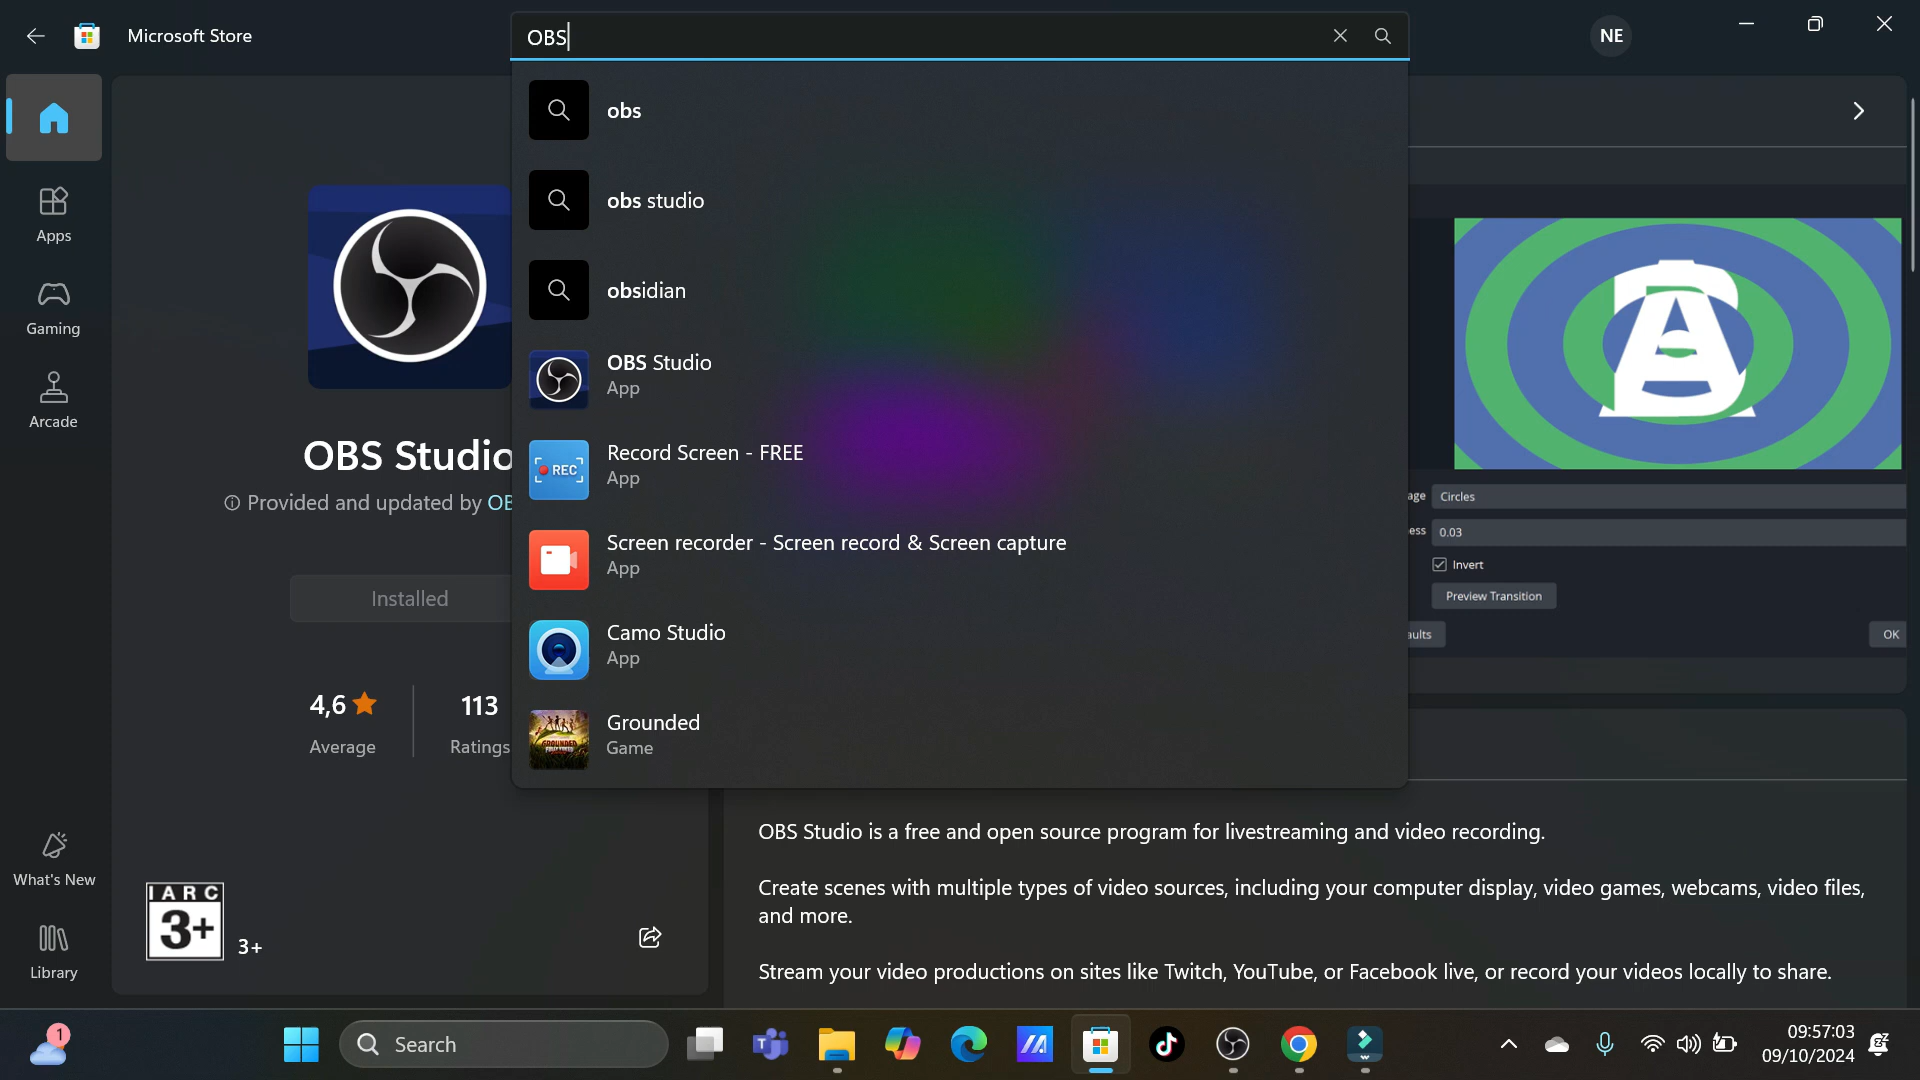 Microsoft Store
OBS
NE
Apps
Gaming
Arcade
What's New
Library
obs
obs studio
obsidian
OBS Studio
App
REC
Record Screen - FREE
App
Screen recorder - Screen record & Screen capture
App
Camo Studio
App
GROUNDED
Grounded
Game
OBS Studio
Provided and updated by OB
Installed
4,6
Average
113
Ratings
IARC
3+
3+
B
A
age
Circles
ess
0.03
Invert
Preview Transition
aults
OK
OBS Studio is a free and open source program for livestreaming and video recording.
Create scenes with multiple types of video sources, including your computer display, video games, webcams, video files,
and more.
Stream your video productions on sites like Twitch, YouTube, or Facebook live, or record your videos locally to share.
1
Search
09:57:03
09/10/2024